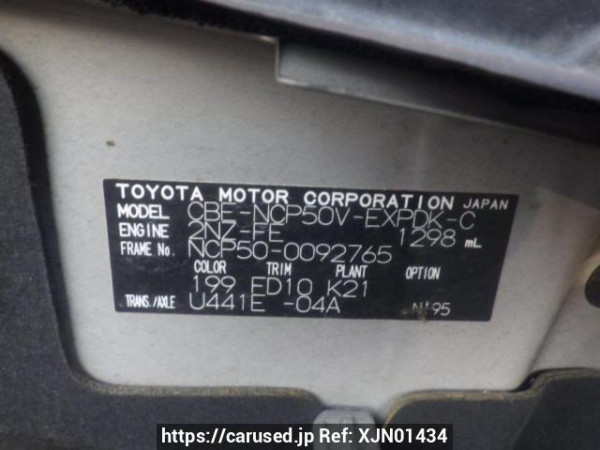 TOYOTA MOTOR CORPORATION JAPAN
MODEL CBE-NCP50V-EXPDK-C
ENGINE 2NZ-FE 1298 mL
FRAME No. NCP50-0092765
COLOR TRIM PLANT OPTION
199 ED10 K21
TRANS./AXLE U441E -04A N'95
https://carused.jp Ref: XJN01434